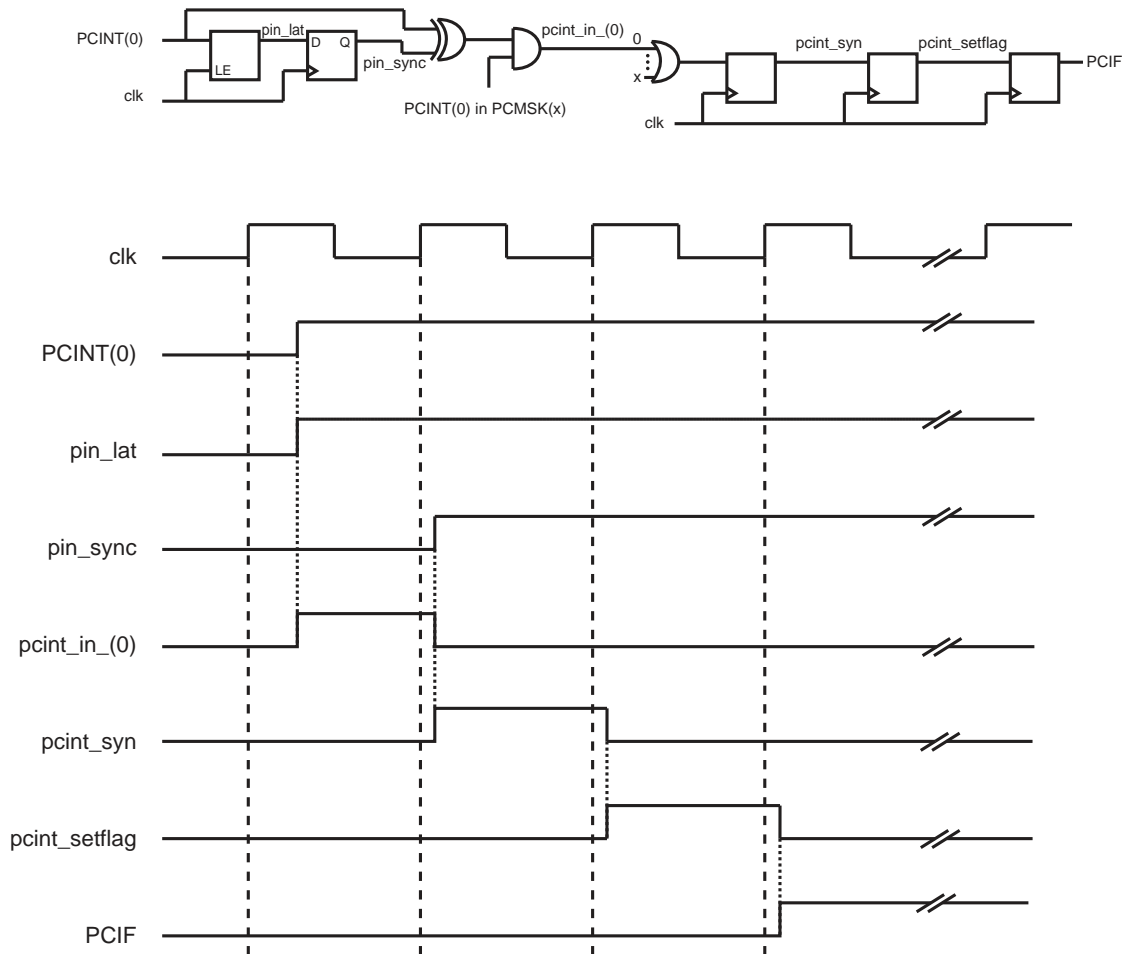 PCINT(0)
pin_lat
D Q
LE
pin_sync
clk
pcint_in_(0)
0
x
PCINT(0) in PCMSK(x)
pcint_syn
pcint_setflag
PCIF
clk
clk
PCINT(0)
pin_lat
pin_sync
pcint_in_(0)
pcint_syn
pcint_setflag
PCIF